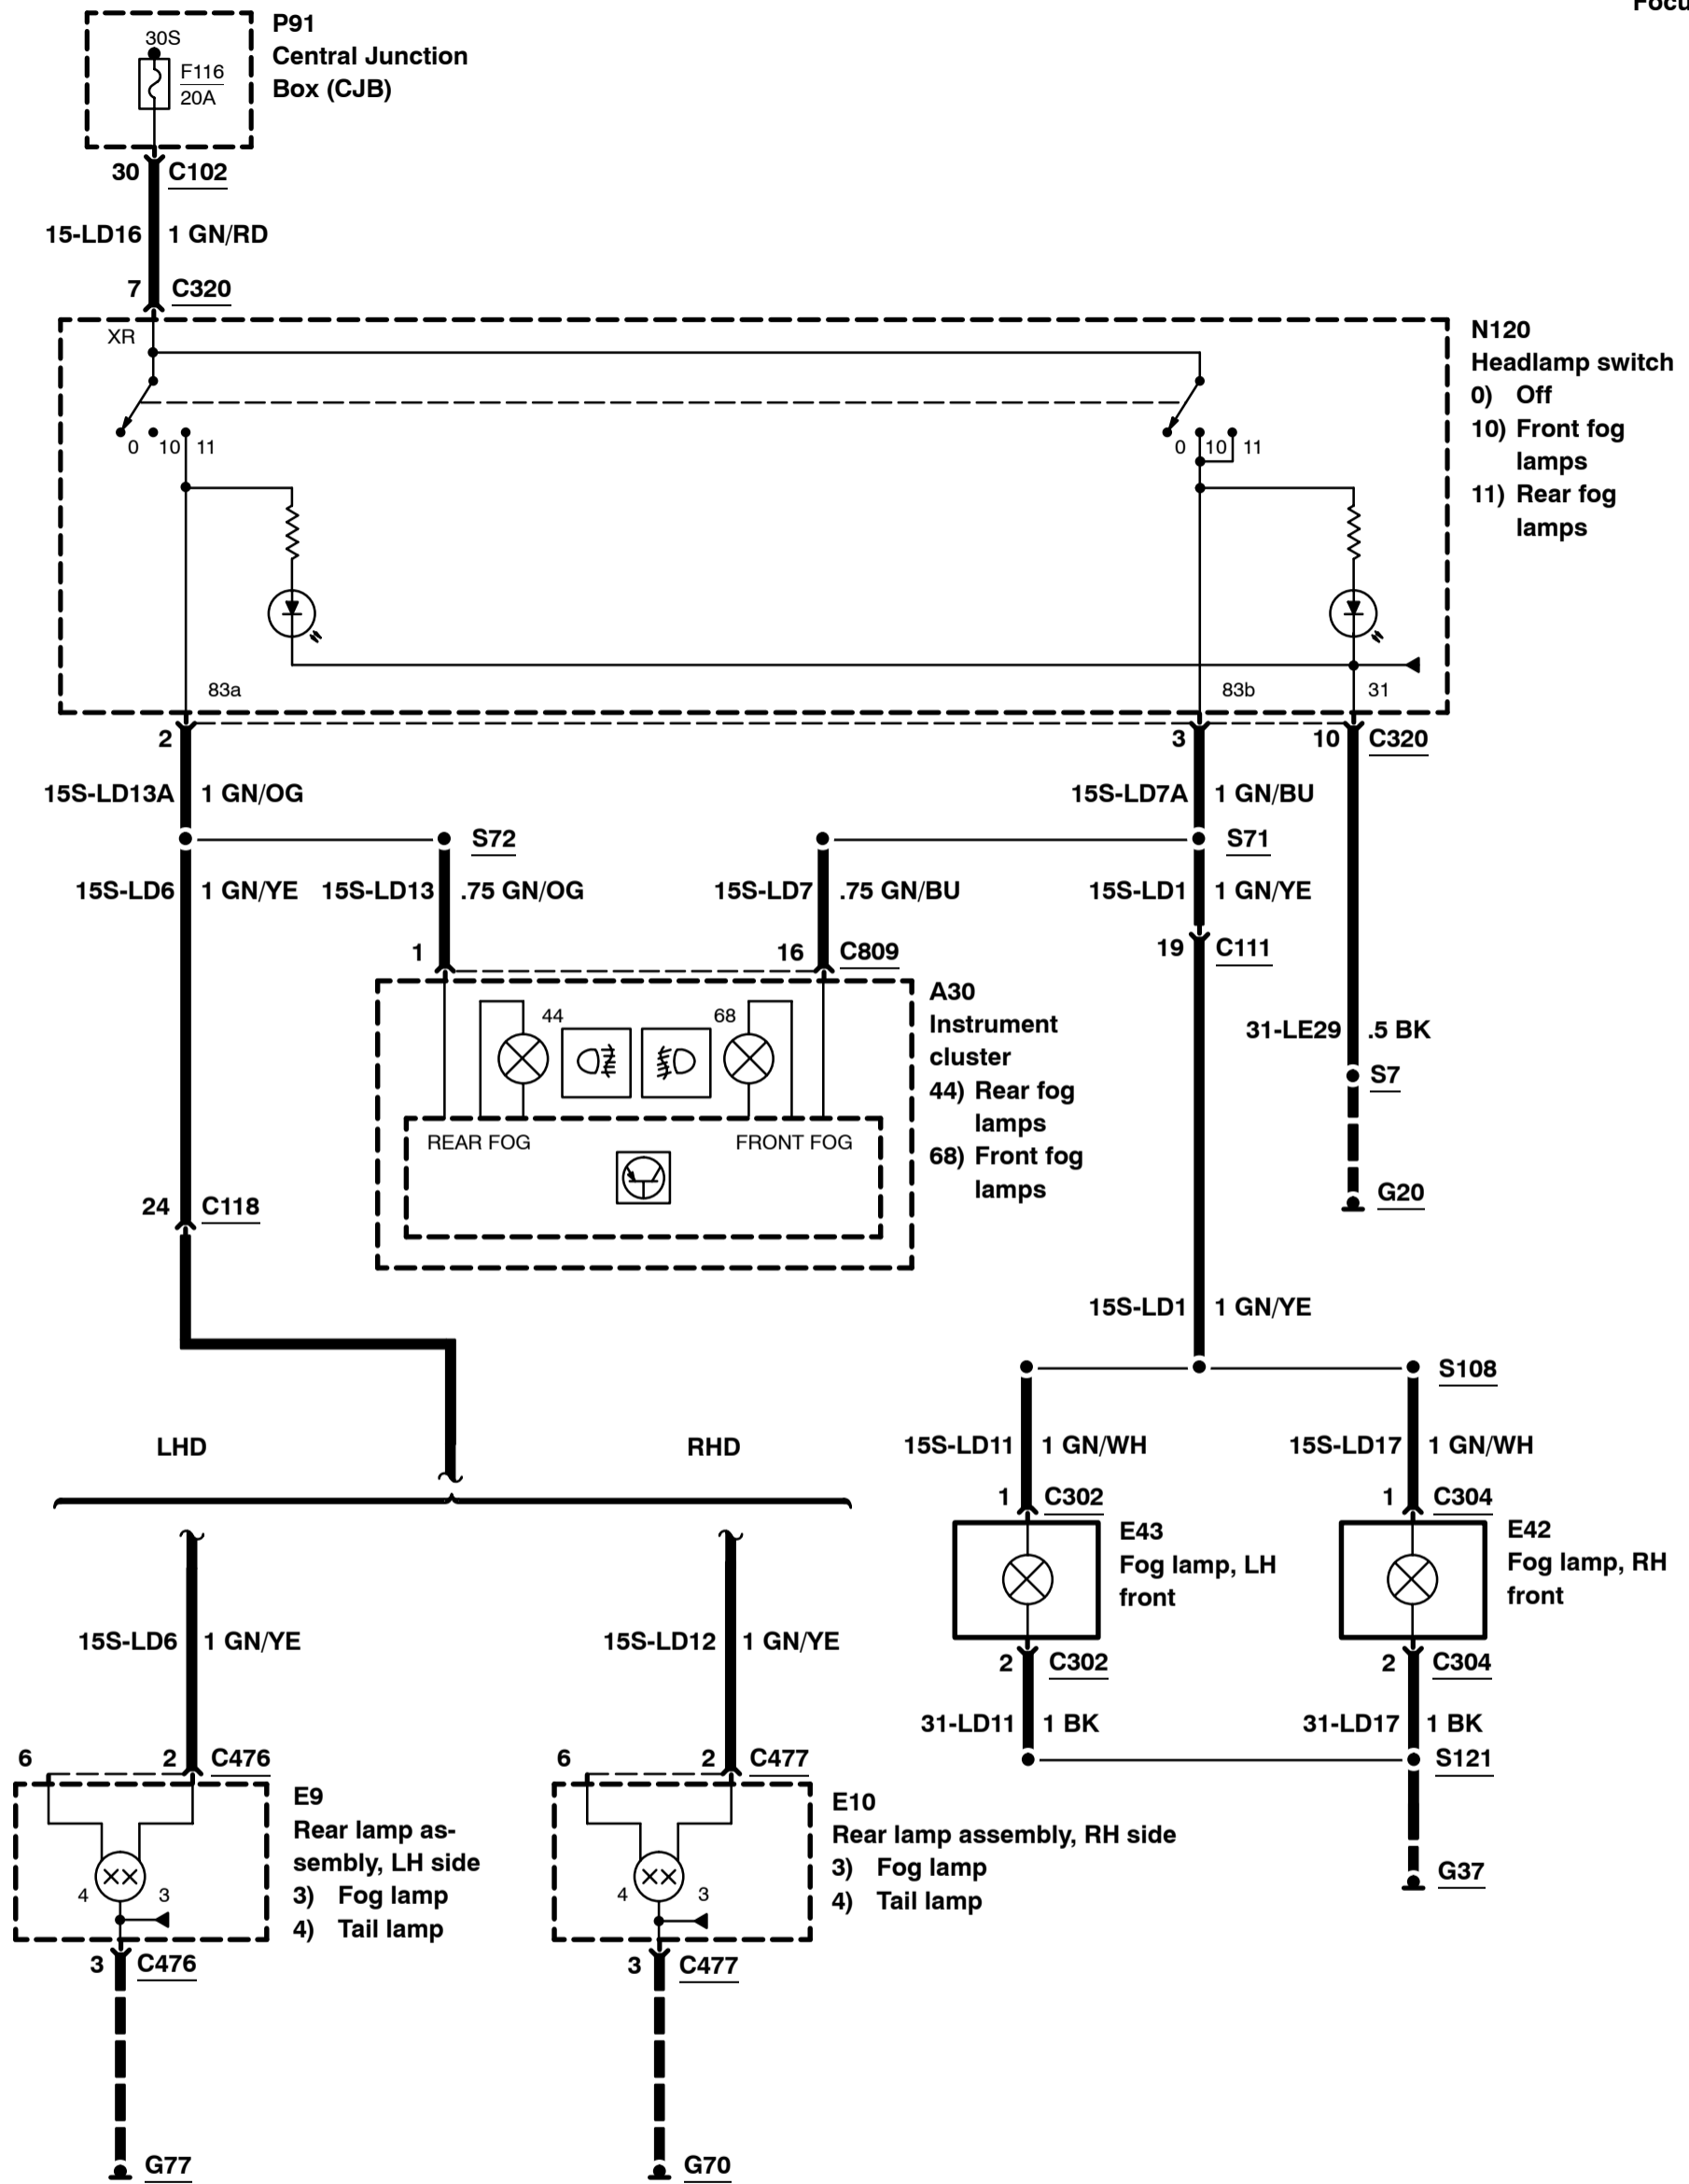 Focu
P91
Central Junction
Box (CJB)
30S
F116
20A
30 C102
15-LD16 1 GN/RD
7 C320
XR
0 10 11
0 10 11
N120
Headlamp switch
0) Off
10) Front fog
lamps
11) Rear fog
lamps
83a 83b 31
2 3 10 C320
15S-LD13A 1 GN/OG 15S-LD7A 1 GN/BU
S72 S71
15S-LD6 1 GN/YE 15S-LD13 .75 GN/OG 15S-LD7 .75 GN/BU 15S-LD1 1 GN/YE
1 16 C809 19 C111
A30
Instrument
cluster
44) Rear fog
lamps
68) Front fog
lamps
44 68
REAR FOG FRONT FOG
31-LE29 .5 BK
S7
G20
24 C118
15S-LD1 1 GN/YE
S108
LHD RHD
15S-LD11 1 GN/WH 15S-LD17 1 GN/WH
1 C302 1 C304
E43
Fog lamp, LH
front
E42
Fog lamp, RH
front
15S-LD6 1 GN/YE 15S-LD12 1 GN/YE
2 C302 2 C304
31-LD11 1 BK 31-LD17 1 BK
S121
6 2 C476 6 2 C477
E9
Rear lamp as-
sembly, LH side
3) Fog lamp
4) Tail lamp
4 3
E10
Rear lamp assembly, RH side
3) Fog lamp
4) Tail lamp
4 3
G37
3 C476 3 C477
G77 G70